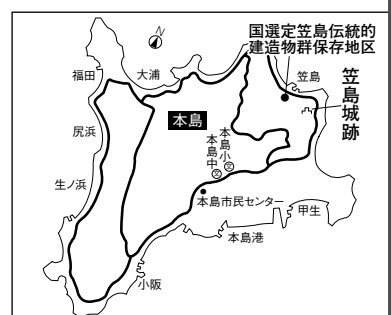 N
国選定笠島伝統的
建造物群保存地区
福田
大浦
笠島
笠島城跡
尻浜
本島
本島小
本島中
文
文
生ノ浜
本島市民センター
甲生
本島港
小阪